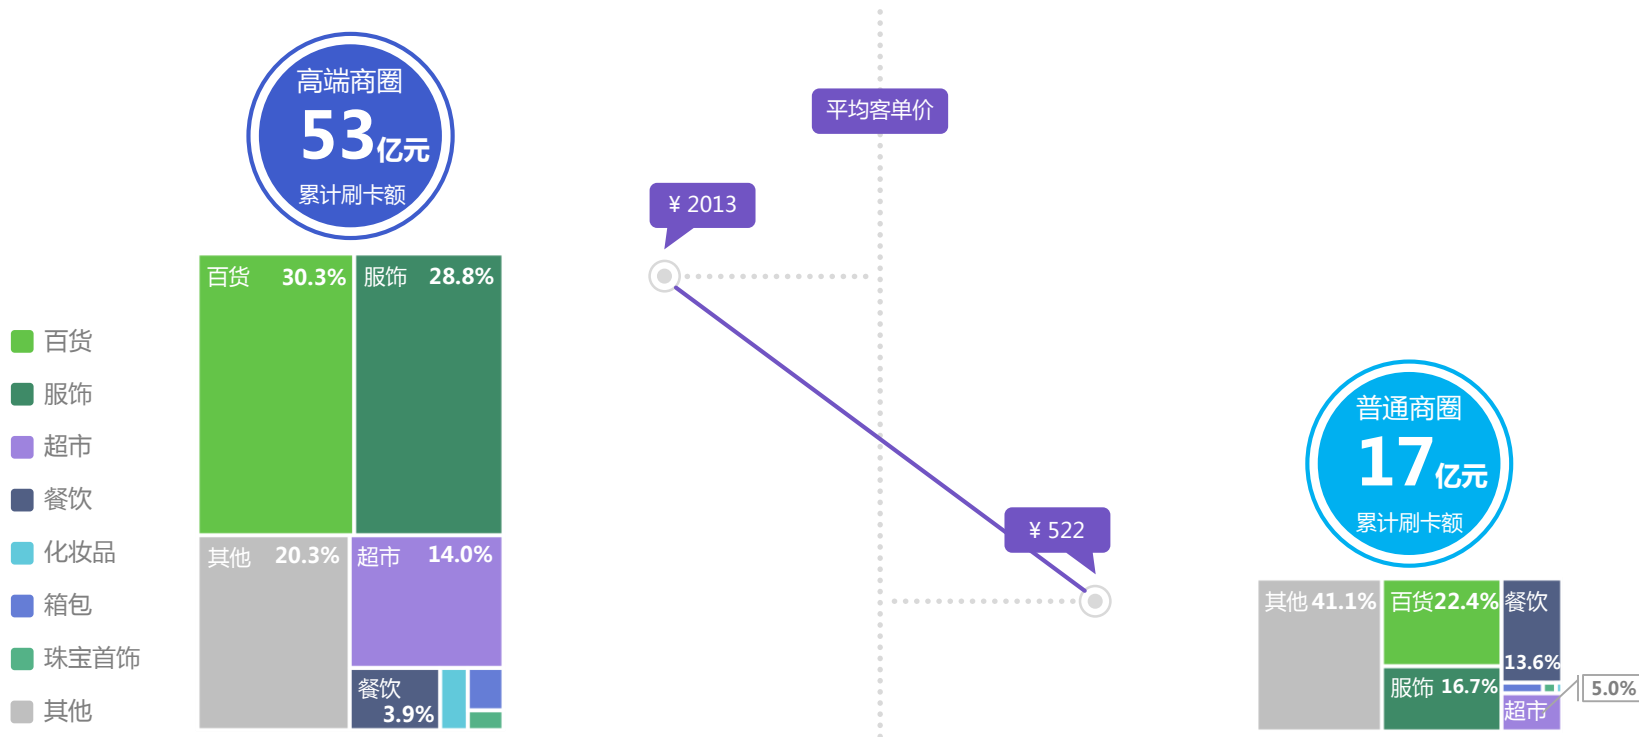 高端商圈
53亿元
累计刷卡额
平均客单价
¥ 2013
百货 30.3%
服饰 28.8%
百货
服饰
超市
餐饮
化妆品
箱包
珠宝首饰
其他
其他 20.3%
超市 14.0%
餐饮
3.9%
¥ 522
普通商圈
17亿元
累计刷卡额
其他 41.1%
百货 22.4%
餐饮
13.6%
服饰 16.7%
超市
5.0%